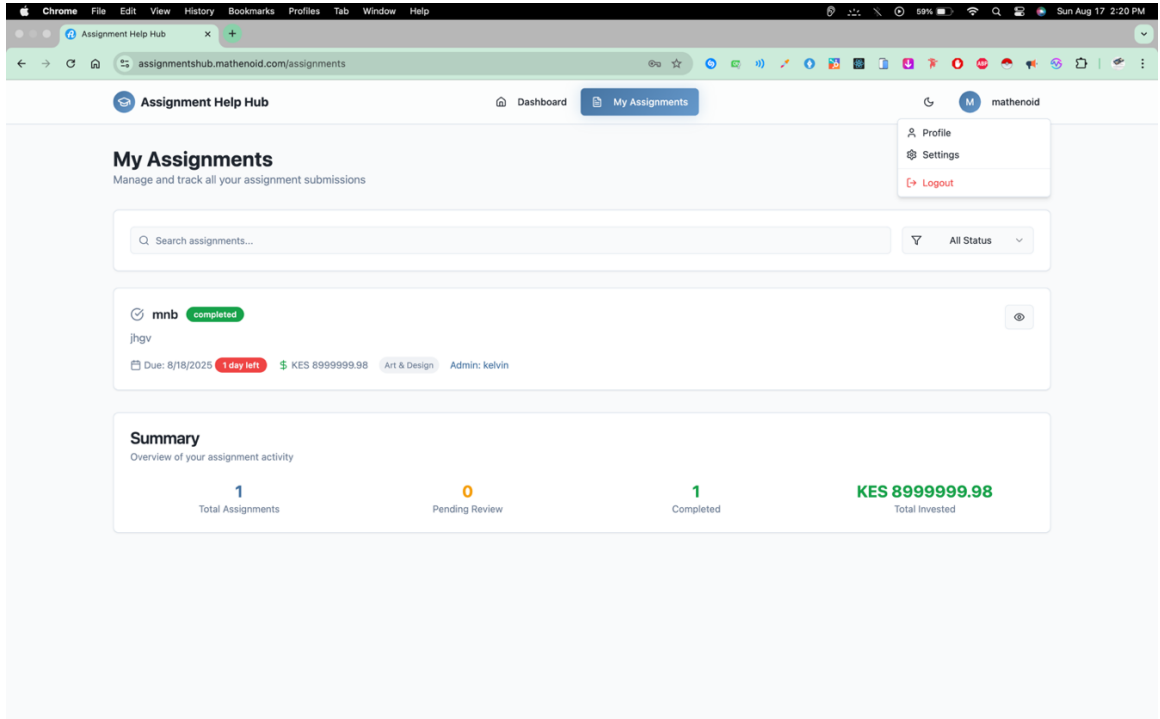 Chrome File Edit View History Bookmarks Profiles Tab Window Help 59% Sun Aug 17 2:20 PM
Assignment Help Hub
assignmentshub.mathenoid.com/assignments
Assignment Help Hub Dashboard My Assignments M mathenoid
Profile
Settings
Logout
My Assignments
Manage and track all your assignment submissions
Search assignments... All Status
mnb completed
jhgv
Due: 8/18/2025 1 day left $ KES 8999999.98 Art & Design Admin: kelvin
Summary
Overview of your assignment activity
1 0 1 KES 8999999.98
Total Assignments Pending Review Completed Total Invested